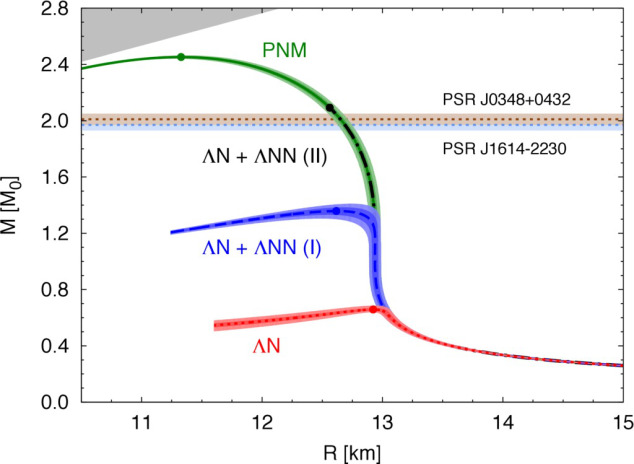 2.8
2.4
2.0
1.6
1.2
0.8
0.4
0.0
M [M₀]
PNM
PSR J0348+0432
PSR J1614-2230
ΛN + ΛNN (II)
ΛN + ΛNN (I)
ΛN
11 12 13 14 15
R [km]